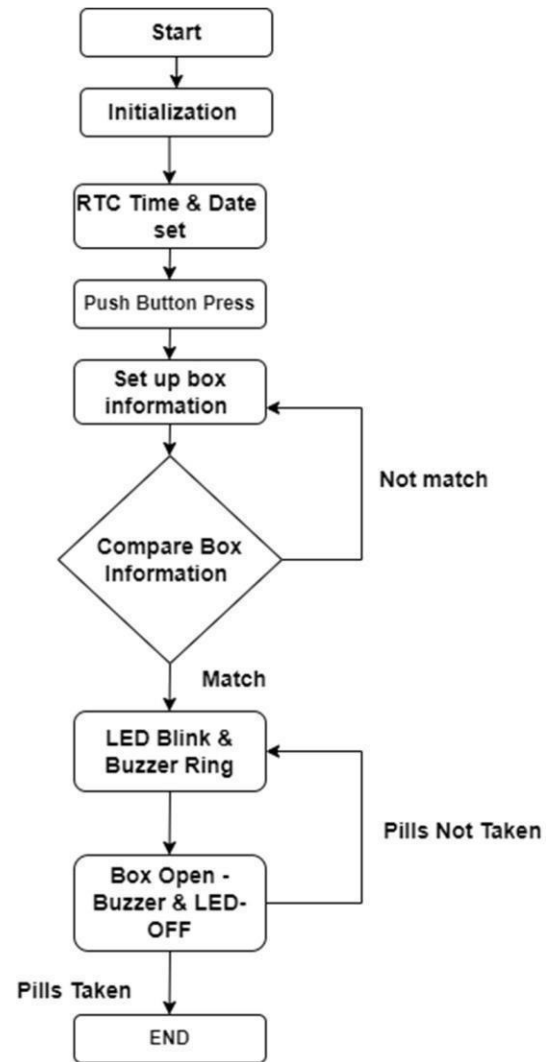 Start
Initialization
RTC Time & Date
set
Push Button Press
Set up box
information
Not match
Compare Box
Information
Match
LED Blink &
Buzzer Ring
Pills Not Taken
Box Open -
Buzzer & LED-
OFF
Pills Taken
END